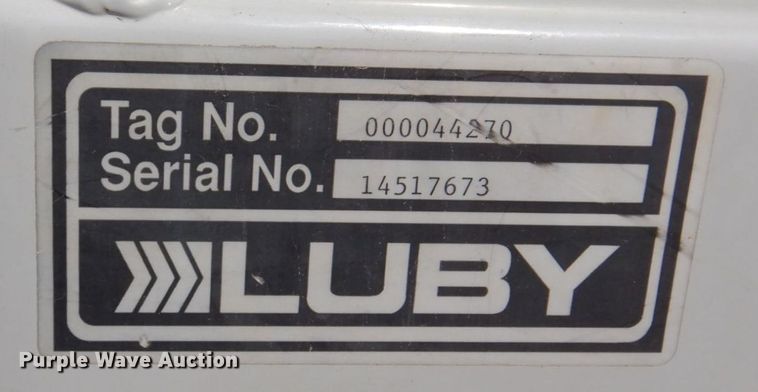 Tag No. 000044270
Serial No. 14517673
LUBY
Purple Wave Auction